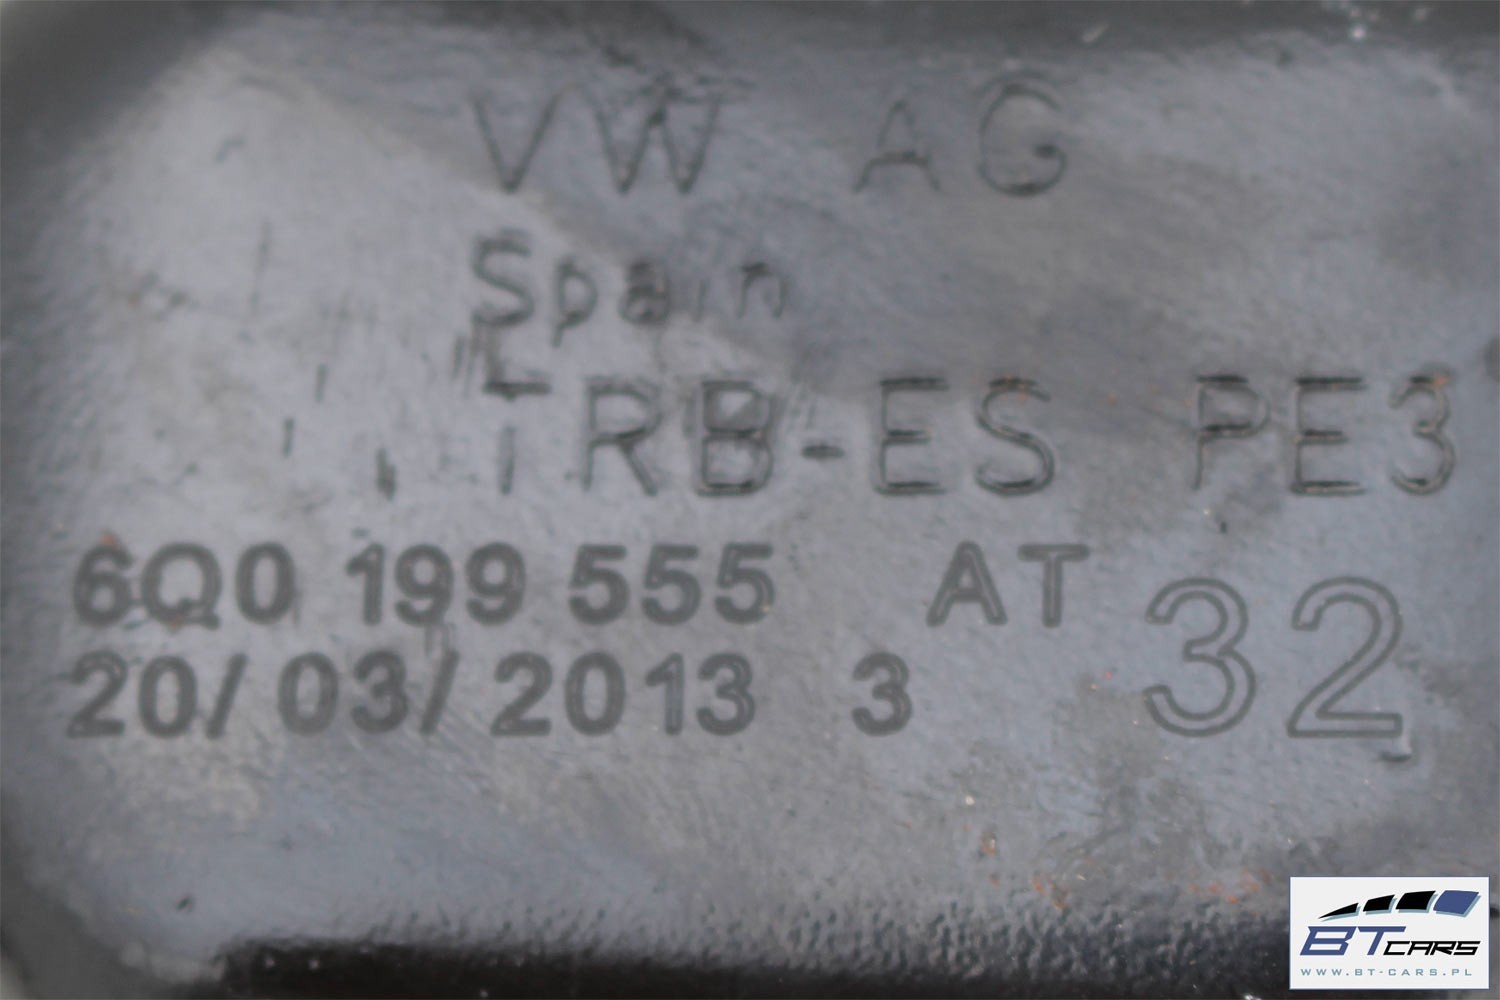 VW AG
Spain
TRB-ES PE3
6Q0 199 555 AT
20/03/2013 3 32
BT CARS
WWW.BT-CARS.PL